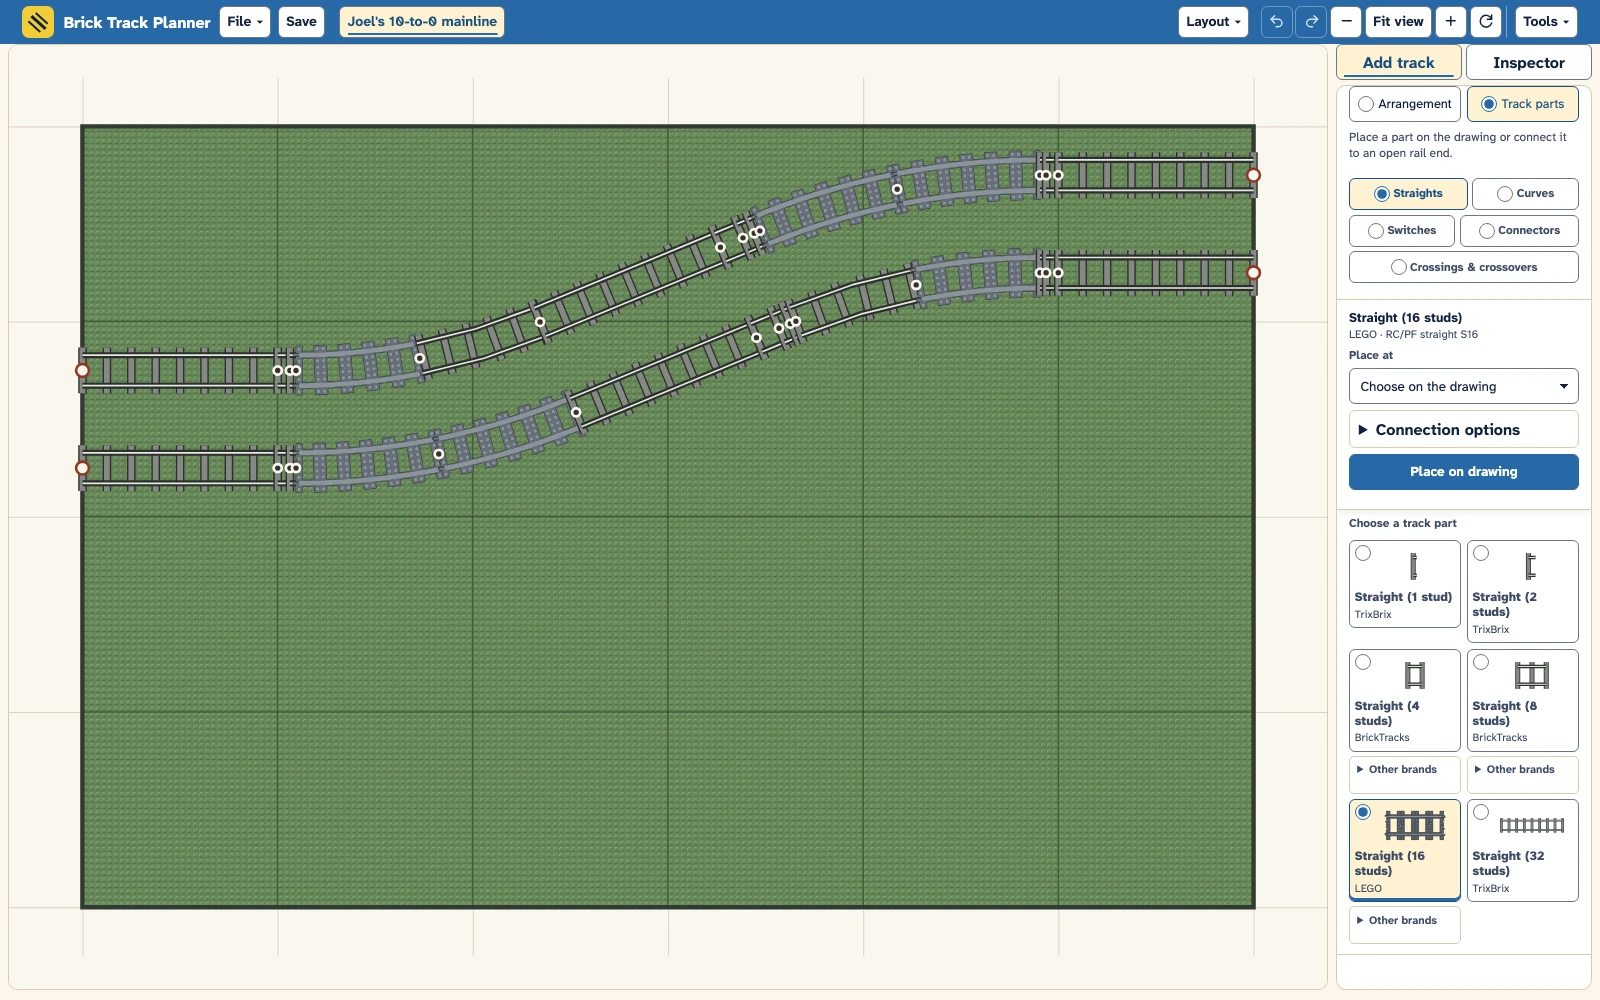 Brick Track Planner
File
Save
Joel's 10-to-0 mainline
Layout
Fit view
Tools
Add track
Inspector
Arrangement
Track parts
Place a part on the drawing or connect it
to an open rail end.
Straights
Curves
Switches
Connectors
Crossings & crossovers
Straight (16 studs)
LEGO · RC/PF straight S16
Place at
Choose on the drawing
Connection options
Place on drawing
Choose a track part
Straight (1 stud)
TrixBrix
Straight (2
studs)
TrixBrix
Straight (4
studs)
BrickTracks
Straight (8
studs)
BrickTracks
Other brands
Other brands
Straight (16
studs)
LEGO
Straight (32
studs)
TrixBrix
Other brands